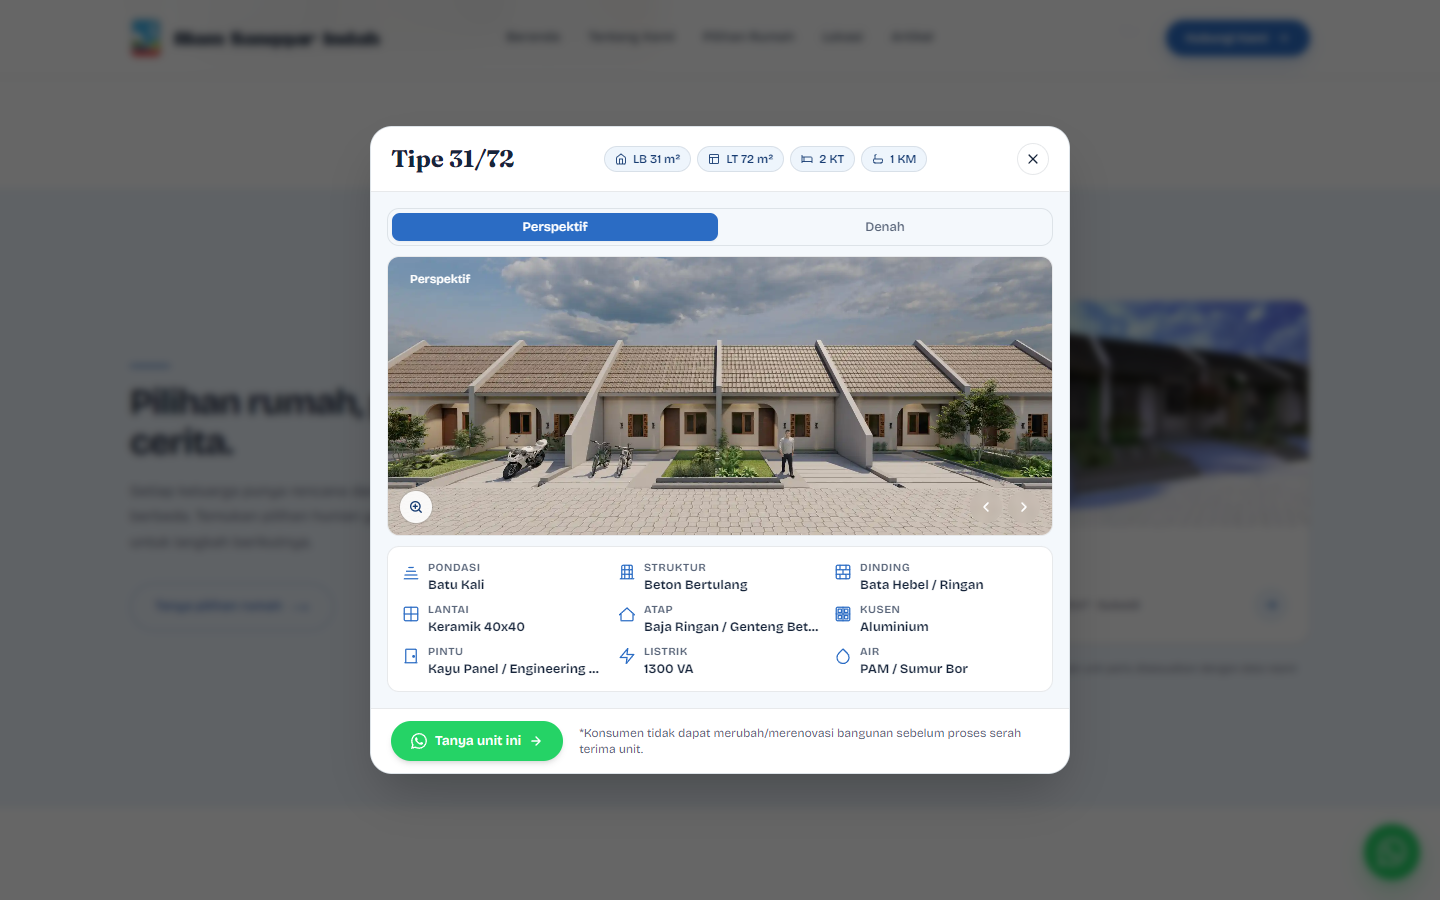 Tipe 31/72
LB 31 m²
LT 72 m²
2 KT
1 KM
Perspektif
Denah
Perspektif
PONDASI
Batu Kali
STRUKTUR
Beton Bertulang
DINDING
Bata Hebel / Ringan
LANTAI
Keramik 40x40
ATAP
Baja Ringan / Genteng Bet...
KUSEN
Aluminium
PINTU
Kayu Panel / Engineering ...
LISTRIK
1300 VA
AIR
PAM / Sumur Bor
Tanya unit ini
*Konsumen tidak dapat merubah/merenovasi bangunan sebelum proses serah
terima unit.
Pilihan rumah,
cerita.